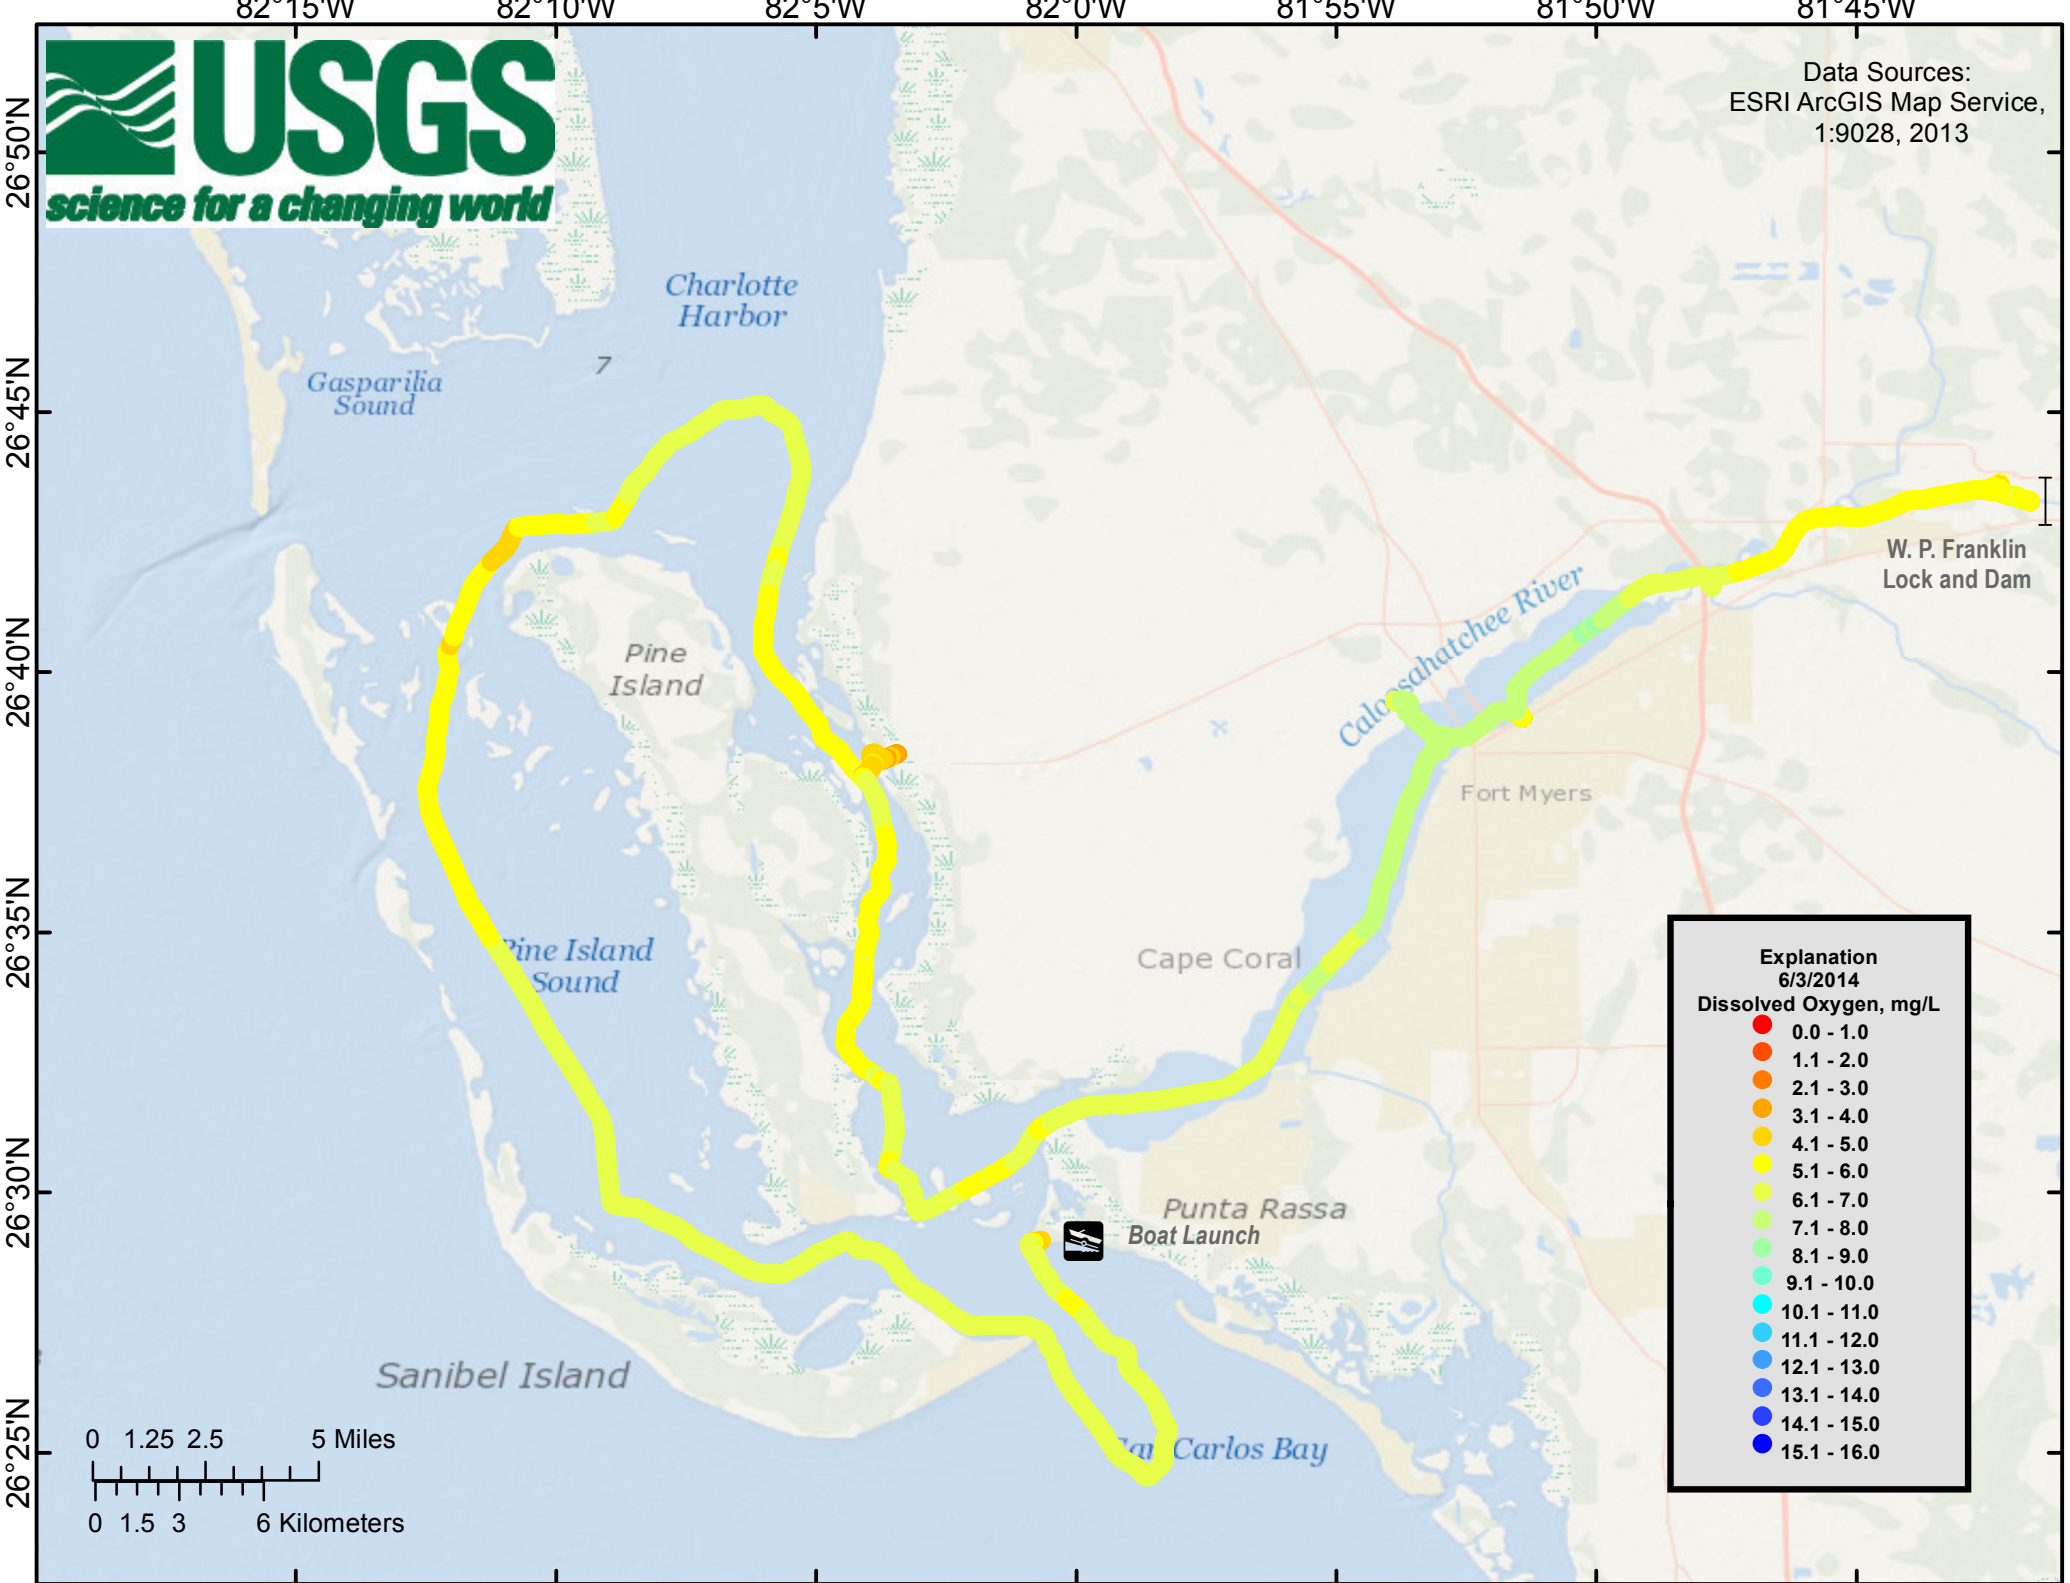 82°15'W 82°10'W 82°5'W 82°0'W 81°55'W 81°50'W 81°45'W
USGS
science for a changing world
Data Sources:
ESRI ArcGIS Map Service,
1:9028, 2013
26°50'N
26°45'N
26°40'N
26°35'N
26°30'N
26°25'N
Charlotte
Harbor
7
Gasparilia
Sound
W. P. Franklin
Lock and Dam
Caloosahatchee River
Pine
Island
Fort Myers
Cape Coral
Pine Island
Sound
Punta Rassa
Boat Launch
Sanibel Island
San Carlos Bay
Explanation
6/3/2014
Dissolved Oxygen, mg/L
0.0 - 1.0
1.1 - 2.0
2.1 - 3.0
3.1 - 4.0
4.1 - 5.0
5.1 - 6.0
6.1 - 7.0
7.1 - 8.0
8.1 - 9.0
9.1 - 10.0
10.1 - 11.0
11.1 - 12.0
12.1 - 13.0
13.1 - 14.0
14.1 - 15.0
15.1 - 16.0
0 1.25 2.5 5 Miles
0 1.5 3 6 Kilometers